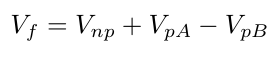 $V_f = V_{np} + V_{pA} - V_{pB}$